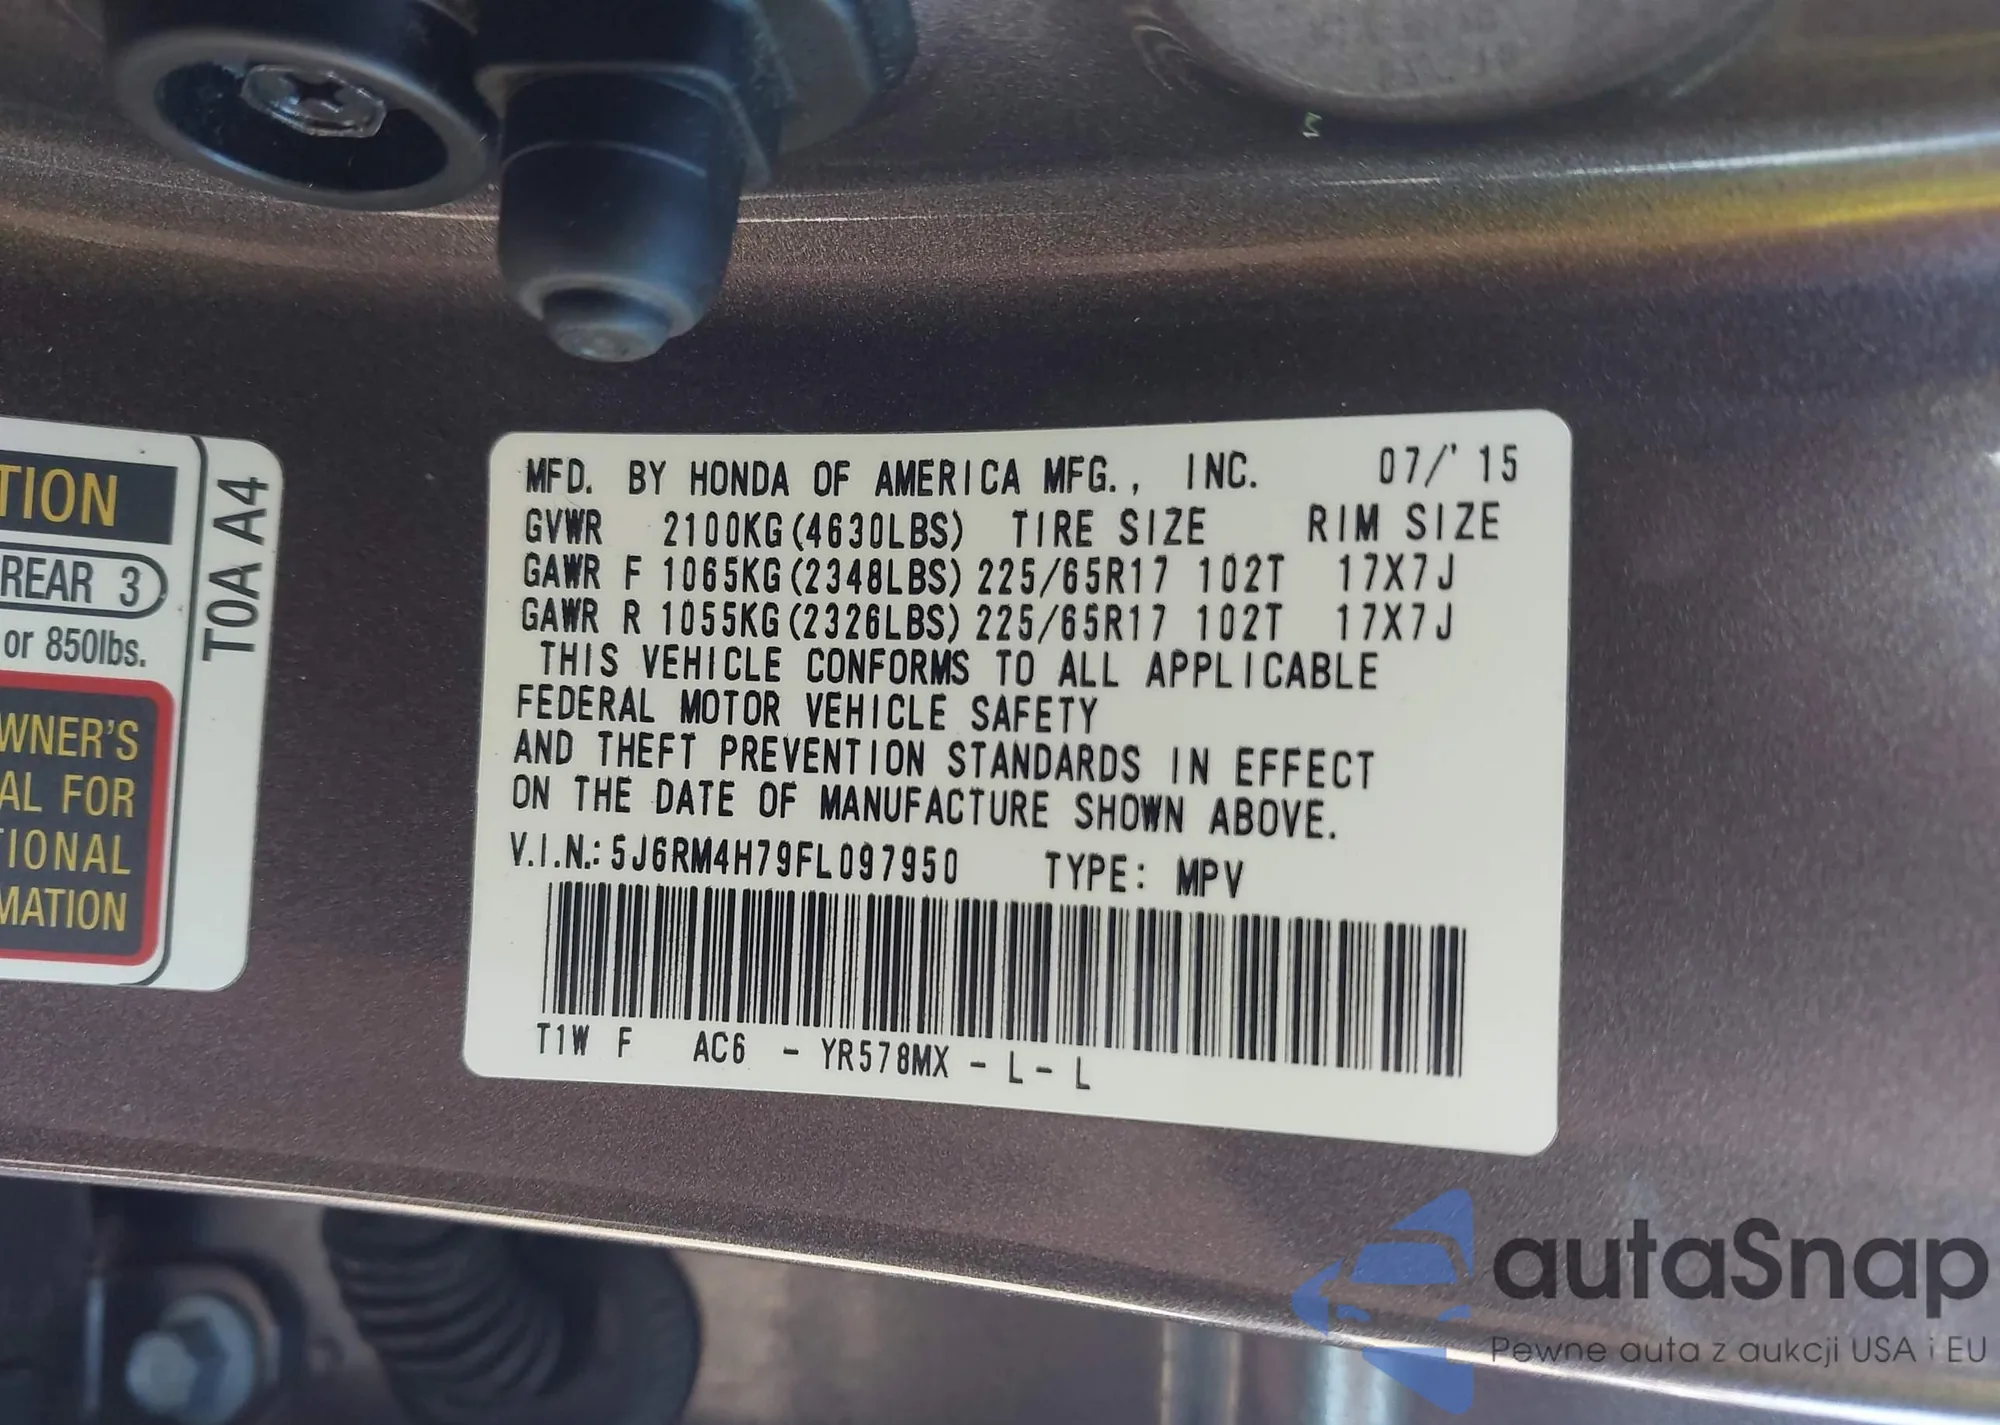 TION
REAR 3
or 850lbs.
WNER'S
AL FOR
TIONAL
MATION
T0A A4
MFD. BY HONDA OF AMERICA MFG., INC. 07/'15
GVWR 2100KG(4630LBS) TIRE SIZE RIM SIZE
GAWR F 1065KG(2348LBS) 225/65R17 102T 17X7J
GAWR R 1055KG(2326LBS) 225/65R17 102T 17X7J
THIS VEHICLE CONFORMS TO ALL APPLICABLE
FEDERAL MOTOR VEHICLE SAFETY
AND THEFT PREVENTION STANDARDS IN EFFECT
ON THE DATE OF MANUFACTURE SHOWN ABOVE.
V.I.N.: 5J6RM4H79FL097950 TYPE: MPV
T1W F AC6 - YR578MX - L - L
autaSnap
Pewne auta z aukcji USA i EU